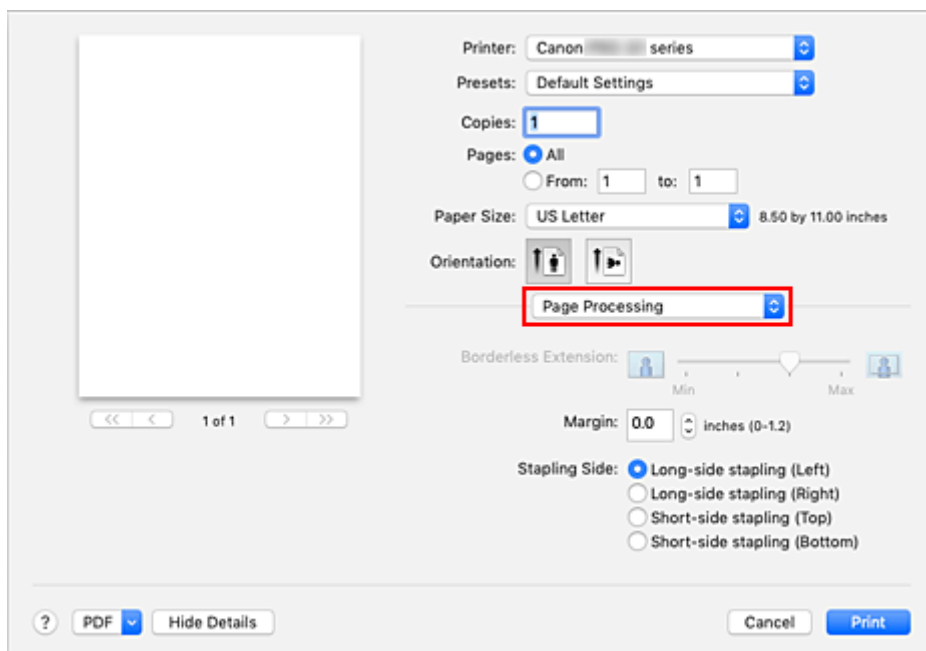 Printer: Canon series
Presets: Default Settings
Copies: 1
Pages: All
From: 1 to: 1
Paper Size: US Letter 8.50 by 11.00 inches
Orientation:
Page Processing
Borderless Extension:
Min Max
<< < 1 of 1 > >>
Margin: 0.0 inches (0-1.2)
Stapling Side: Long-side stapling (Left)
Long-side stapling (Right)
Short-side stapling (Top)
Short-side stapling (Bottom)
? PDF Hide Details Cancel Print